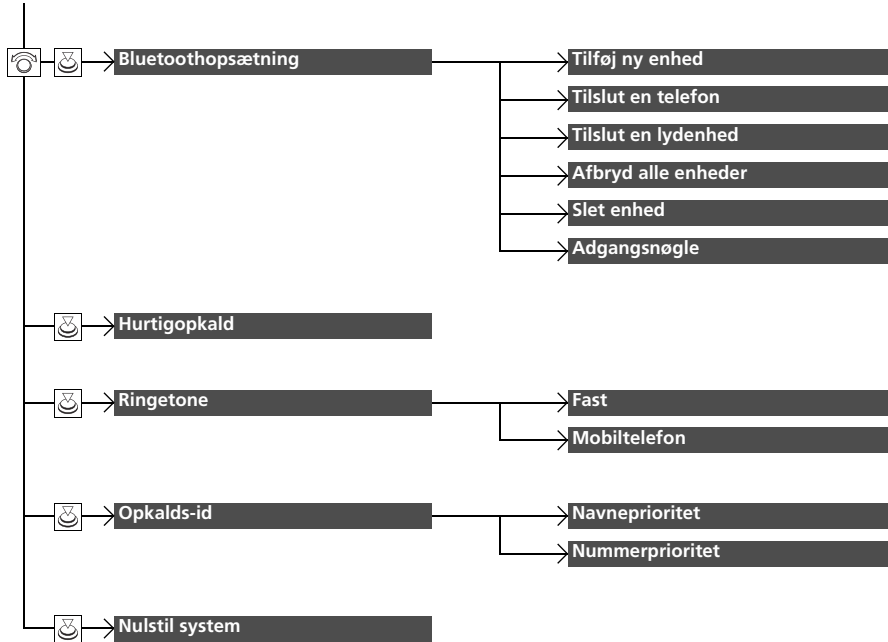 Bluetoothopsætning
Tilføj ny enhed
Tilslut en telefon
Tilslut en lydenhed
Afbryd alle enheder
Slet enhed
Adgangsnøgle
Hurtigopkald
Ringetone
Fast
Mobiltelefon
Opkalds-id
Navneprioritet
Nummerprioritet
Nulstil system